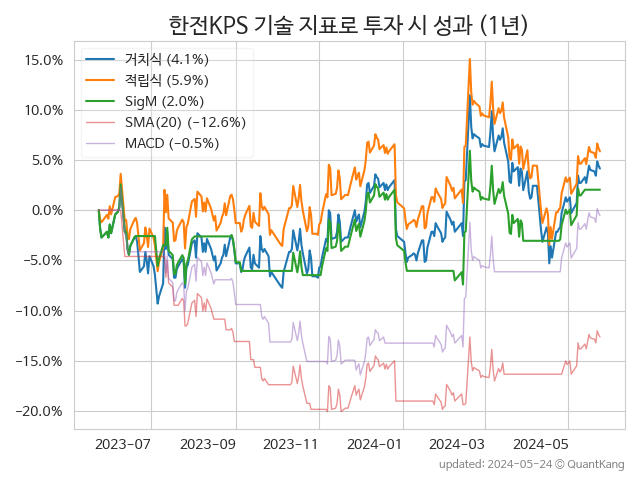 한전KPS 기술 지표로 투자 시 성과 (1년)
거치식 (4.1%)
적립식 (5.9%)
SigM (2.0%)
SMA(20) (−12.6%)
MACD (−0.5%)
15.0%
10.0%
5.0%
0.0%
−5.0%
−10.0%
−15.0%
−20.0%
2023-07 2023-09 2023-11 2024-01 2024-03 2024-05
updated: 2024-05-24 © QuantKang